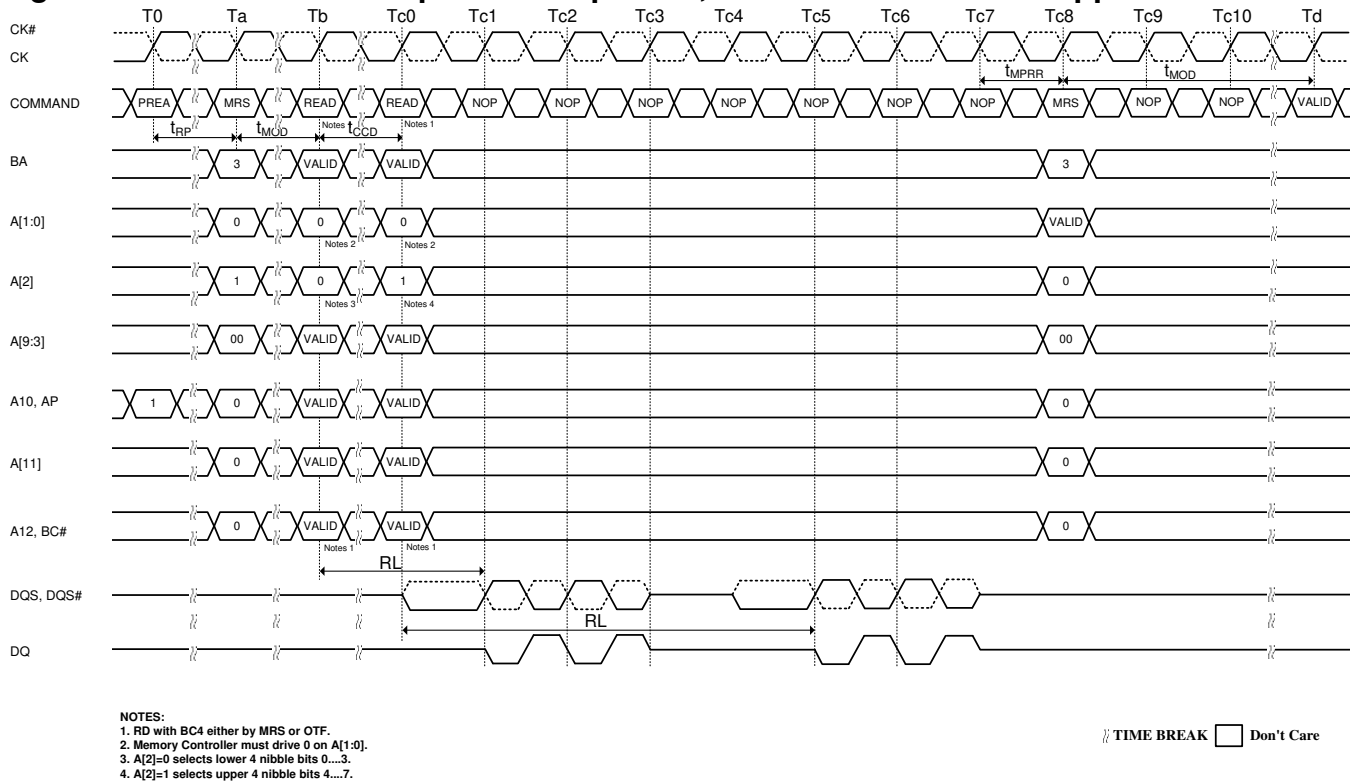 T0 Ta Tb Tc0 Tc1 Tc2 Tc3 Tc4 Tc5 Tc6 Tc7 Tc8 Tc9 Tc10 Td
CK#
CK
tMPRR tMOD
COMMAND PREA MRS READ READ NOP NOP NOP NOP NOP NOP NOP MRS NOP NOP VALID
Notes 1 Notes 1
tRP tMOD tCCD
BA 3 VALID VALID 3
A[1:0] 0 0 0 VALID
Notes 2 Notes 2
A[2] 1 0 1 0
Notes 3 Notes 4
A[9:3] 00 VALID VALID 00
A10, AP 1 0 VALID VALID 0
A[11] 0 VALID VALID 0
A12, BC# 0 VALID VALID 0
Notes 1 Notes 1
RL
DQS, DQS#
RL
DQ
NOTES:
1. RD with BC4 either by MRS or OTF.
2. Memory Controller must drive 0 on A[1:0].
3. A[2]=0 selects lower 4 nibble bits 0....3.
4. A[2]=1 selects upper 4 nibble bits 4....7.
TIME BREAK Don't Care